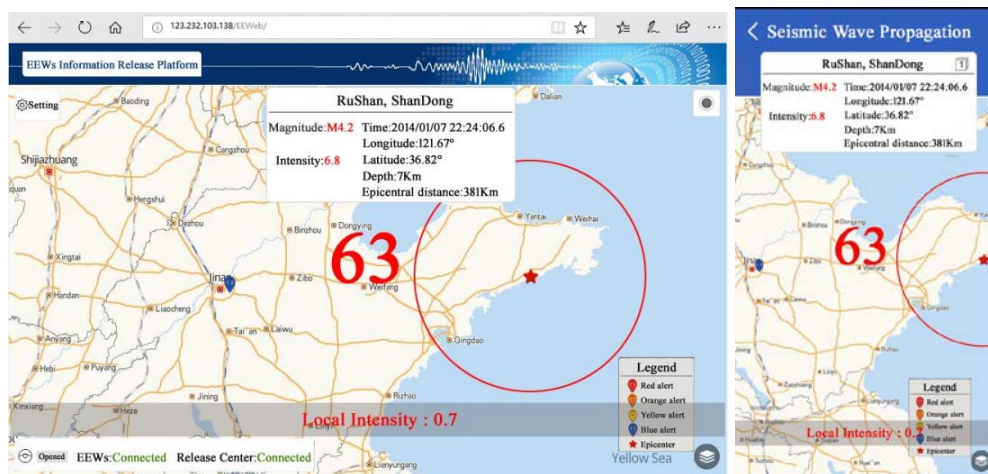 123.232.103.138/EEWeb/
EEWs Information Release Platform
Setting
RuShan, ShanDong
Magnitude:M4.2 Time:2014/01/07 22:24:06.6
Longitude:121.67°
Intensity:6.8 Latitude:36.82°
Depth:7Km
Epicentral distance:381Km
Baoding
Dalian
Cangzhou
Shijiazhuang
Hengshui
Dezhou
Binzhou
Dongying
Yantai
Weihai
63
Xingtai
Jinan
Zibo
Weifang
Handan
Liaocheng
Tai'an
Laiwu
Anyang
Qingdao
Hebi
Puyang
Jining
Rizhao
Xinxiang
Heze
Legend
Red alert
Orange alert
Yellow alert
Blue alert
Epicenter
Local Intensity : 0.7
Opened EEWs:Connected Release Center:Connected
Lianyungang
Yellow Sea
Seismic Wave Propagation
RuShan, ShanDong
1
Magnitude:M4.2 Time:2014/01/07 22:24:06.6
Longitude:121.67°
Intensity:6.8 Latitude:36.82°
Depth:7Km
Epicentral distance:381Km
Cangzhou
Binzhou
Dongying
63
Zibo
Weifang
Qingdao
Rizhao
Lianyungang
Legend
Red alert
Orange alert
Yellow alert
Blue alert
Epicenter
Local Intensity : 0.7